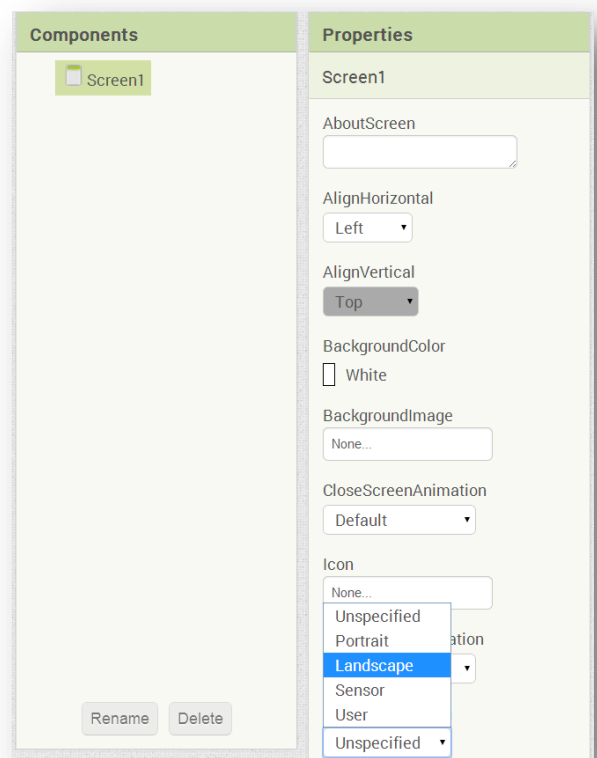 Components
Screen1
Rename
Delete
Properties
Screen1
AboutScreen
AlignHorizontal
Left
AlignVertical
Top
BackgroundColor
White
BackgroundImage
None...
CloseScreenAnimation
Default
Icon
None...
Unspecified
Portrait
ation
Landscape
Sensor
User
Unspecified